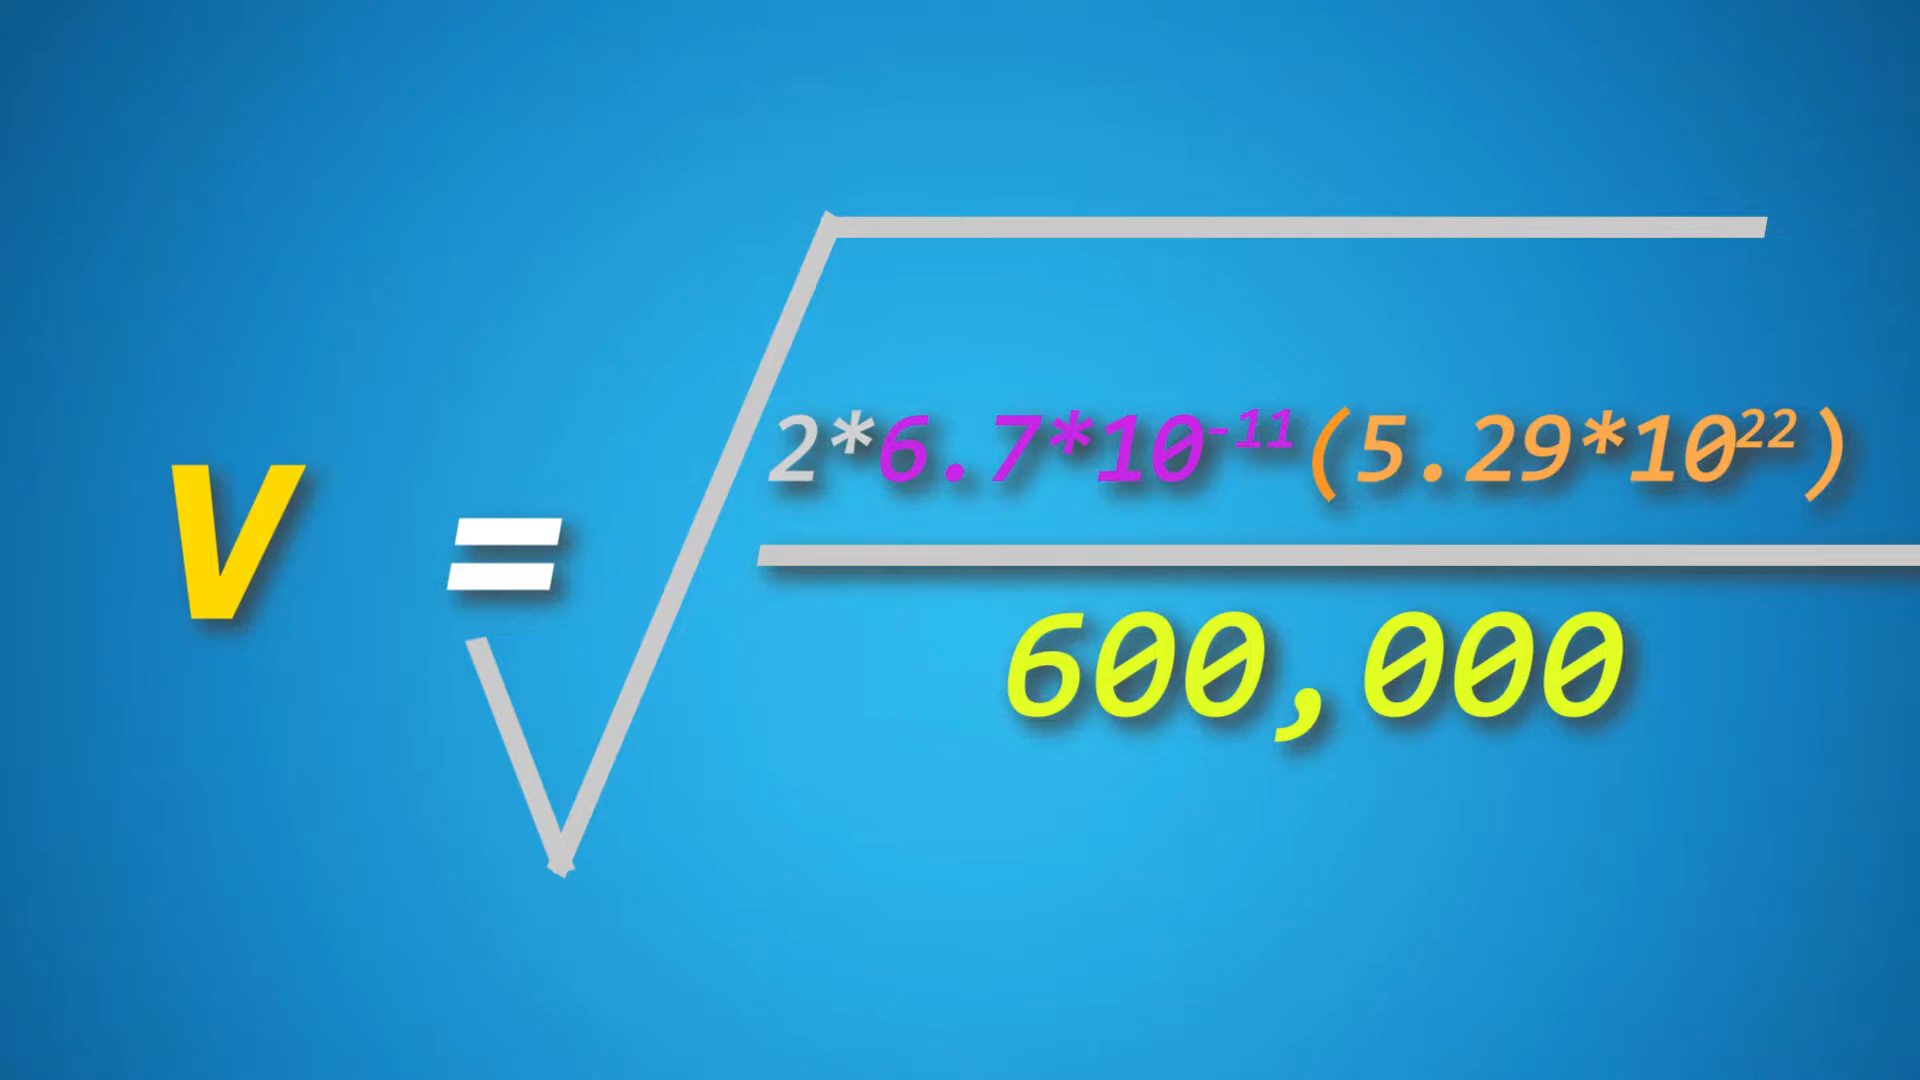 V = √
2*6.7*10⁻¹¹(5.29*10²²)
600,000